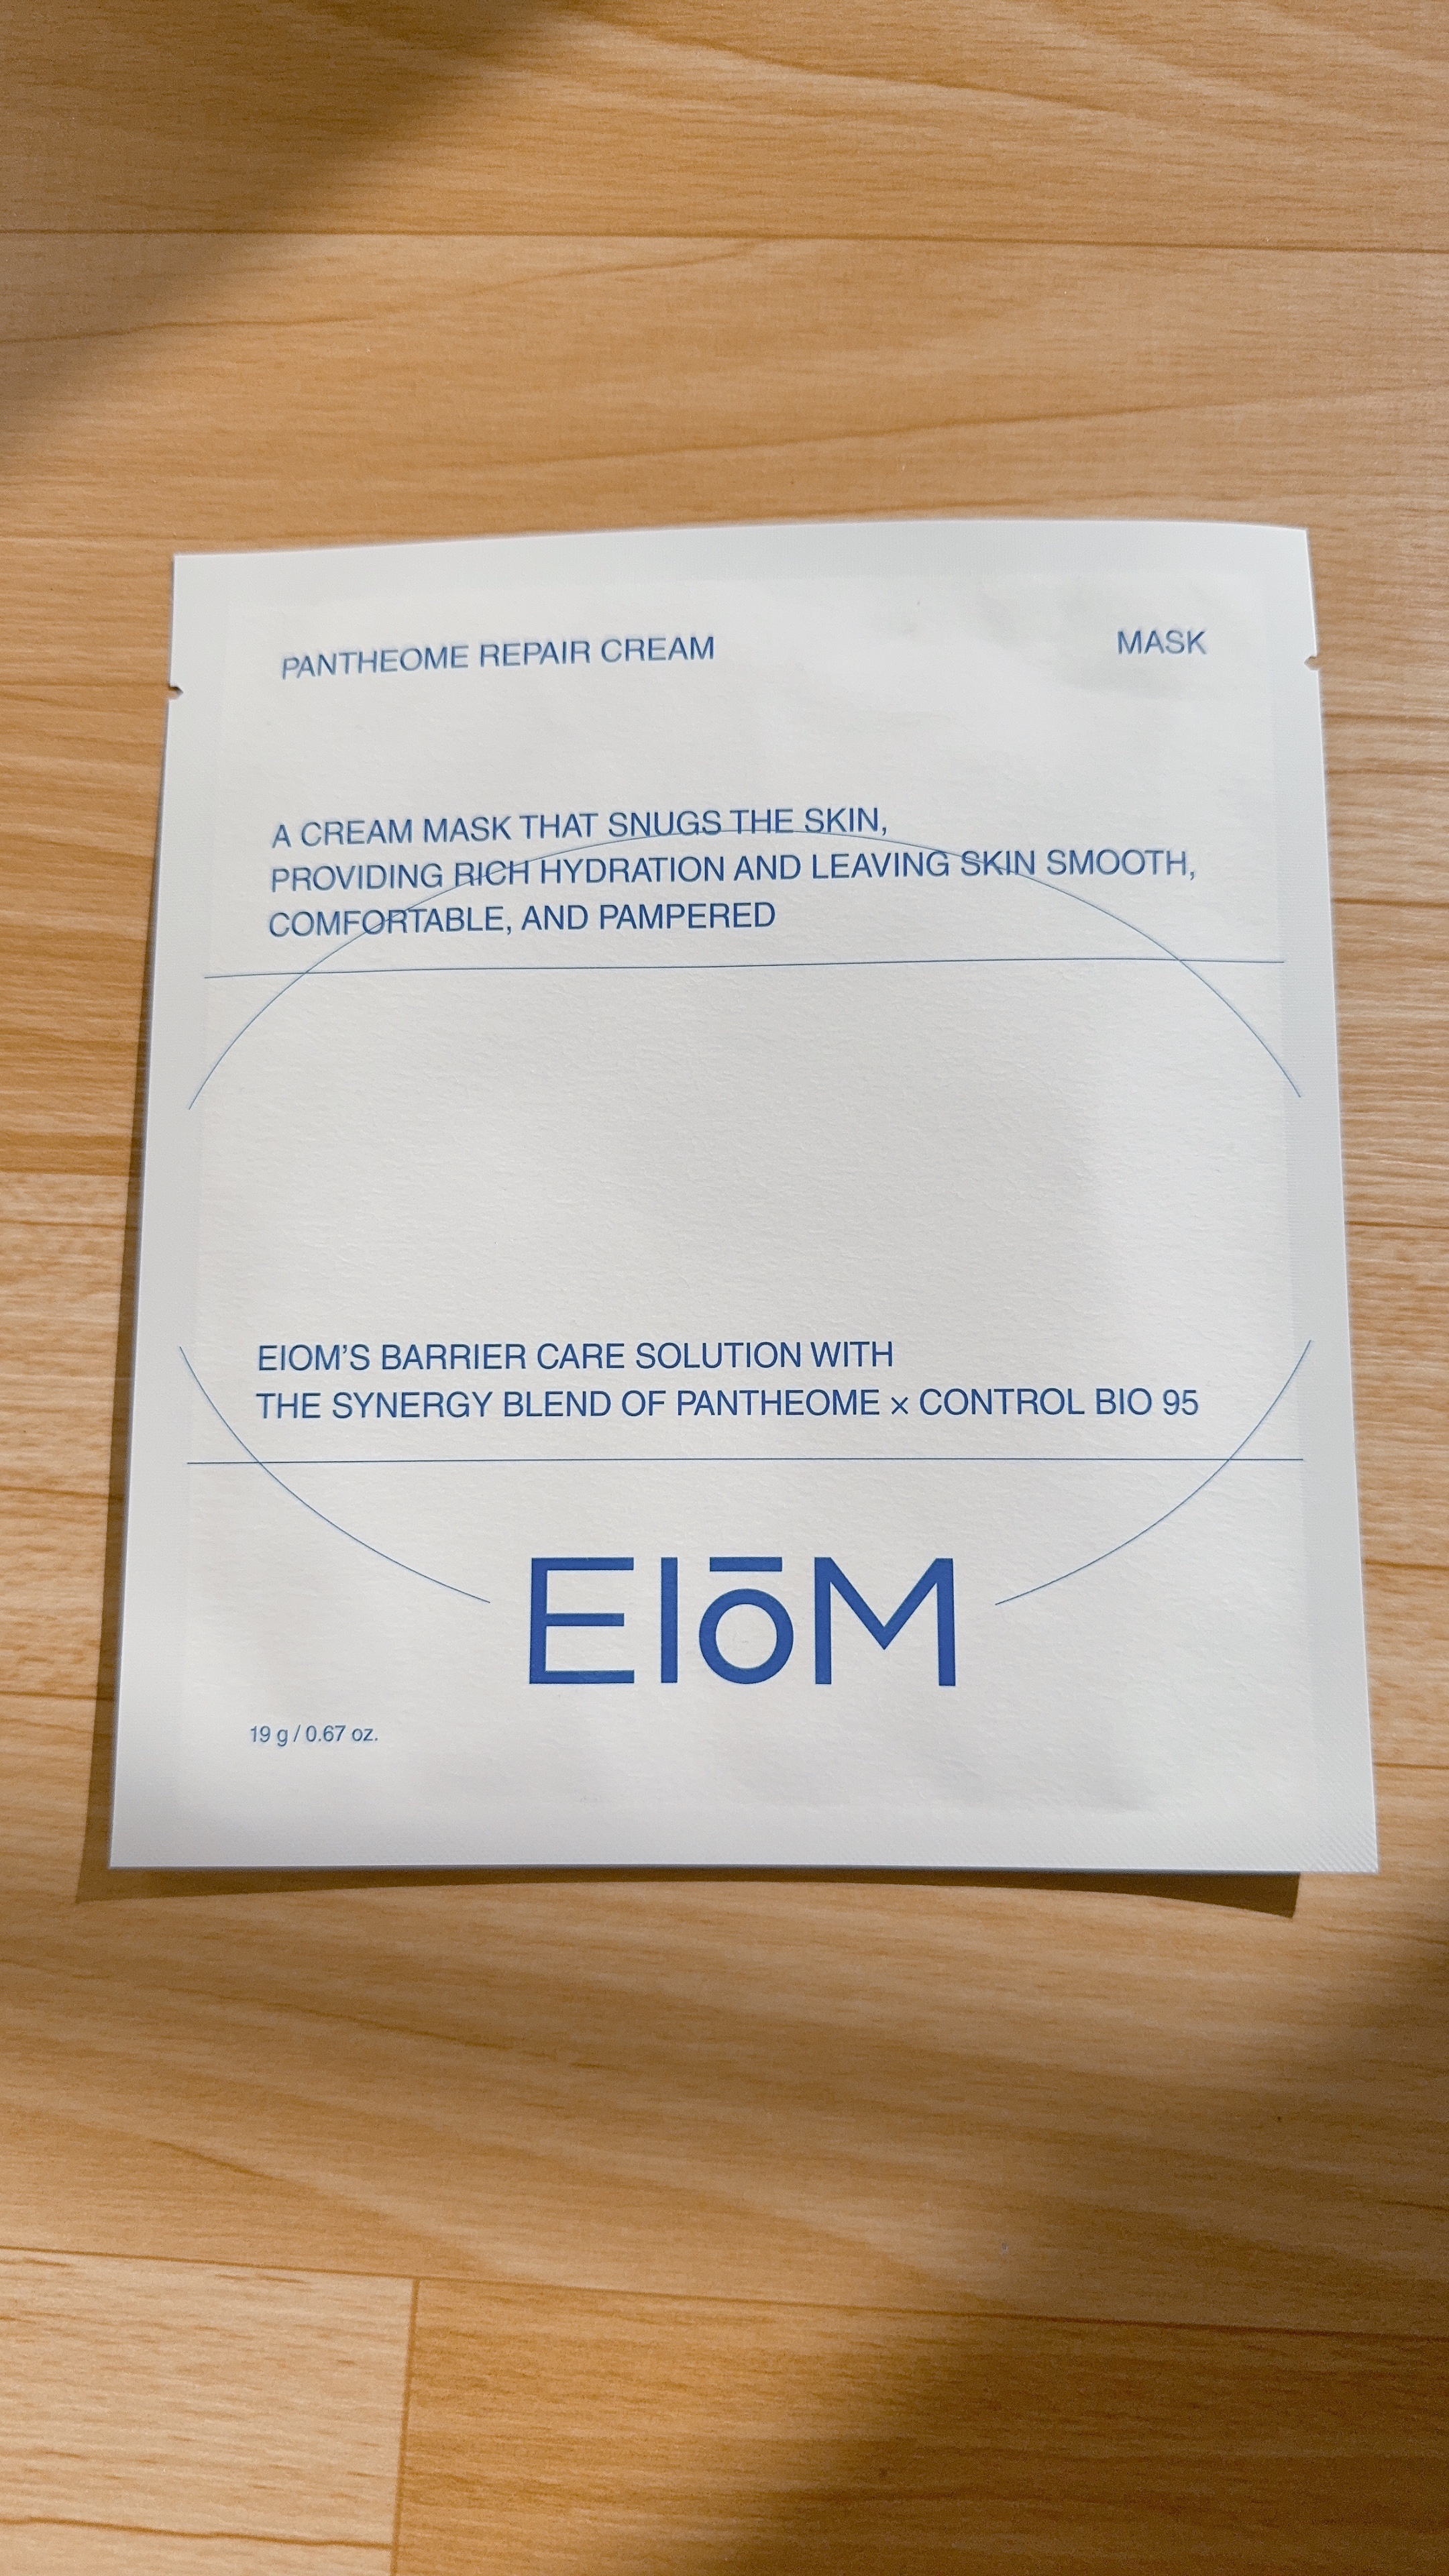 PANTHEOME REPAIR CREAM
MASK
A CREAM MASK THAT SNUGS THE SKIN,
PROVIDING RICH HYDRATION AND LEAVING SKIN SMOOTH,
COMFORTABLE, AND PAMPERED
EIOM’S BARRIER CARE SOLUTION WITH
THE SYNERGY BLEND OF PANTHEOME × CONTROL BIO 95
EIōM
19 g / 0.67 oz.